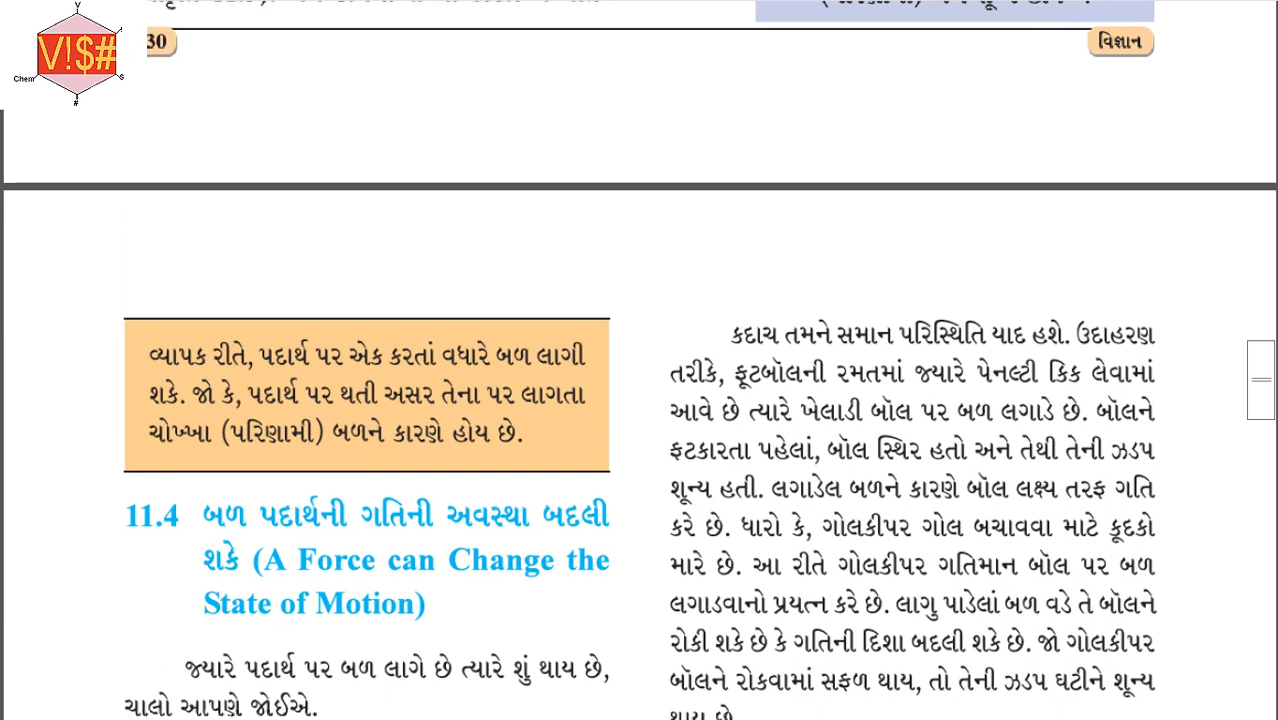 Y
V!$#
Chem
S
#
30
વિજ્ઞાન
વ્યાપક રીતે, પદાર્થ પર એક કરતાં વધારે બળ લાગી
શકે. જો કે, પદાર્થ પર થતી અસર તેના પર લાગતા
ચોખ્ખા (પરિણામી) બળને કારણે હોય છે.
11.4 બળ પદાર્થની ગતિની અવસ્થા બદલી
શકે (A Force can Change the
State of Motion)
જ્યારે પદાર્થ પર બળ લાગે છે ત્યારે શું થાય છે,
ચાલો આપણે જોઈએ.
કદાચ તમને સમાન પરિસ્થિતિ યાદ હશે. ઉદાહરણ
તરીકે, ફૂટબૉલની રમતમાં જ્યારે પેનલ્ટી કિક લેવામાં
આવે છે ત્યારે ખેલાડી બૉલ પર બળ લગાડે છે. બૉલને
ફટકારતા પહેલાં, બૉલ સ્થિર હતો અને તેથી તેની ઝડપ
શૂન્ય હતી. લગાડેલ બળને કારણે બૉલ લક્ષ્ય તરફ ગતિ
કરે છે. ધારો કે, ગોલકીપર ગોલ બચાવવા માટે કૂદકો
મારે છે. આ રીતે ગોલકીપર ગતિમાન બૉલ પર બળ
લગાડવાનો પ્રયત્ન કરે છે. લાગુ પાડેલાં બળ વડે તે બૉલને
રોકી શકે છે કે ગતિની દિશા બદલી શકે છે. જો ગોલકીપર
બૉલને રોકવામાં સફળ થાય, તો તેની ઝડપ ઘટીને શૂન્ય
થાય છે.